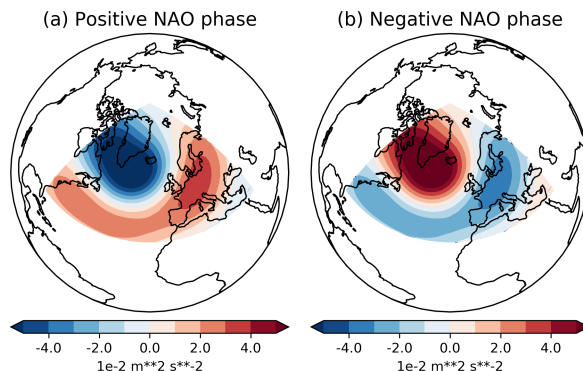 (a) Positive NAO phase
(b) Negative NAO phase
-4.0 -2.0 0.0 2.0 4.0
-4.0 -2.0 0.0 2.0 4.0
1e-2 m**2 s**-2
1e-2 m**2 s**-2